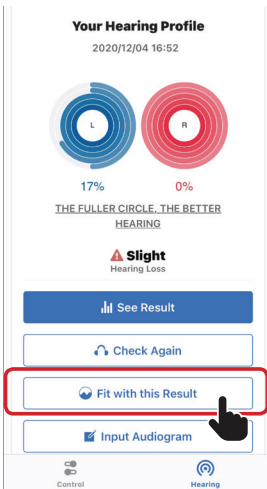 Your Hearing Profile
2020/12/04 16:52
L
R
17%
0%
THE FULLER CIRCLE, THE BETTER
HEARING
Slight
Hearing Loss
See Result
Check Again
Fit with this Result
Input Audiogram
Control
Hearing